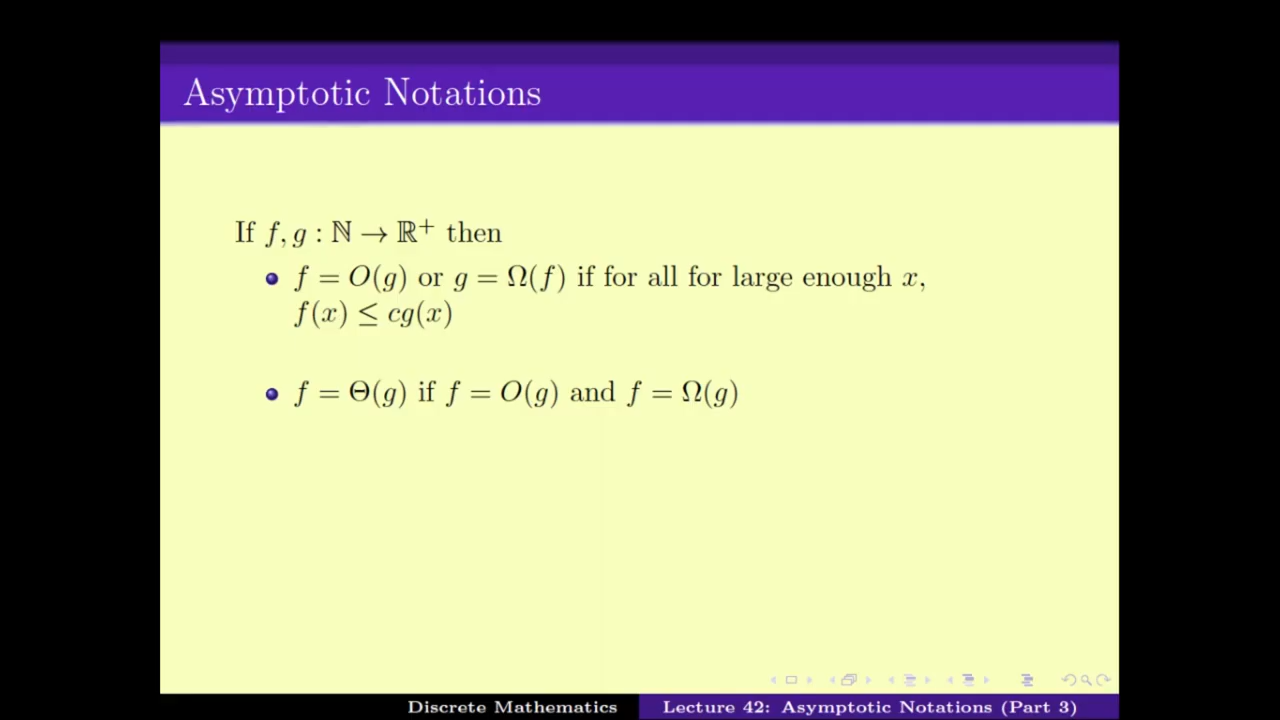 Asymptotic Notations
If f, g : ℕ → ℝ⁺ then
f = O(g) or g = Ω(f) if for all for large enough x,
f(x) ≤ cg(x)
f = Θ(g) if f = O(g) and f = Ω(g)
Discrete Mathematics
Lecture 42: Asymptotic Notations (Part 3)